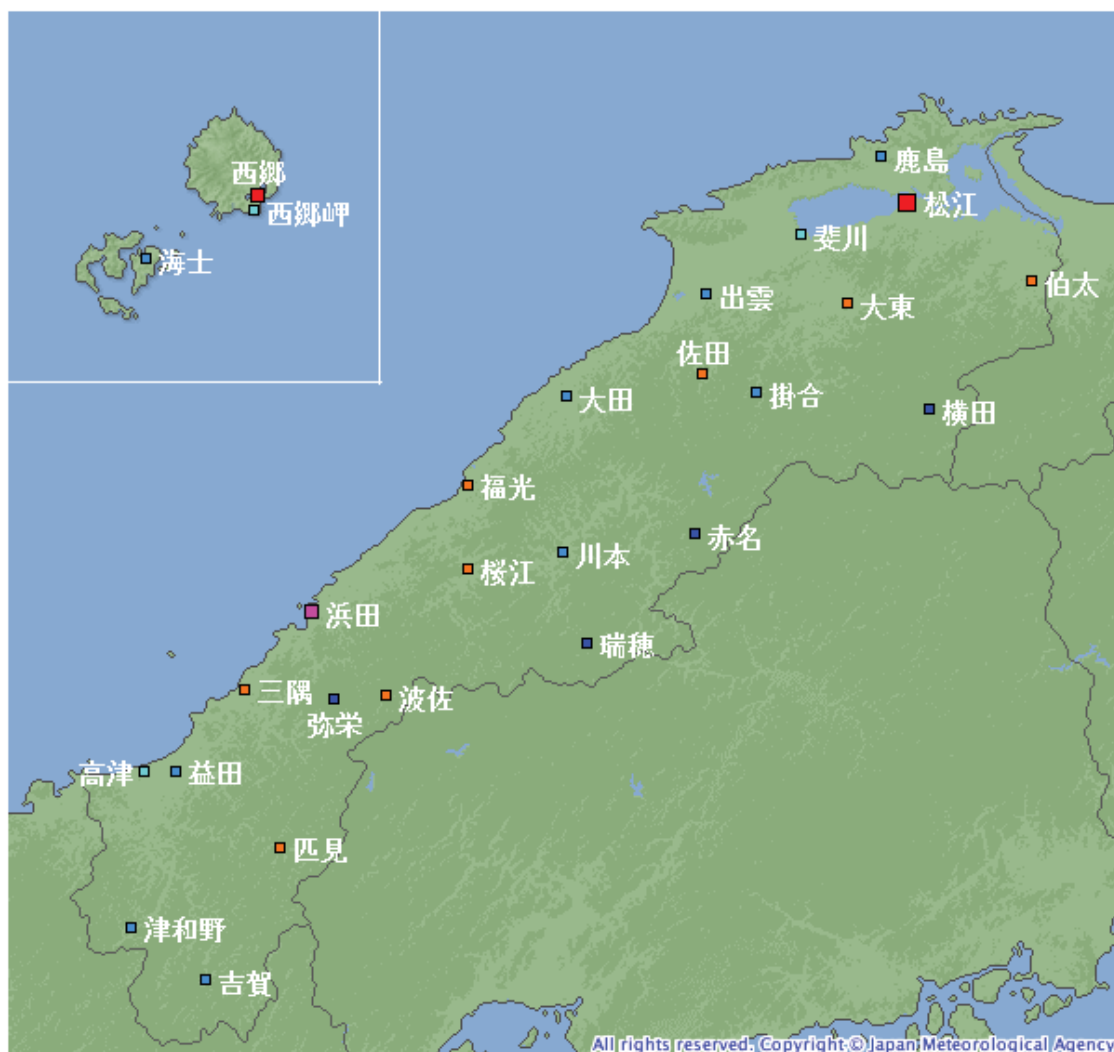 西郷
西郷岬
海士
鹿島
松江
斐川
伯太
出雲
大東
佐田
掛合
大田
横田
福光
赤名
川本
桜江
浜田
瑞穂
三隅
波佐
弥栄
高津
益田
匹見
津和野
吉賀
All rights reserved. Copyright © Japan Meteorological Agency